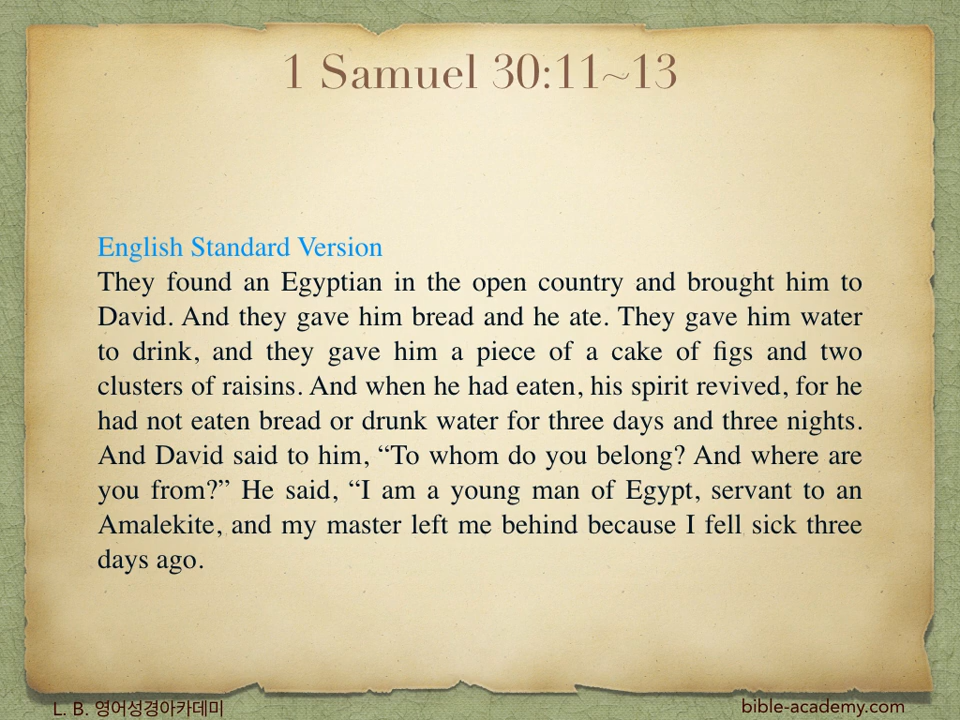 1 Samuel 30:11~13
English Standard Version
They found an Egyptian in the open country and brought him to
David. And they gave him bread and he ate. They gave him water
to drink, and they gave him a piece of a cake of figs and two
clusters of raisins. And when he had eaten, his spirit revived, for he
had not eaten bread or drunk water for three days and three nights.
And David said to him, “To whom do you belong? And where are
you from?” He said, “I am a young man of Egypt, servant to an
Amalekite, and my master left me behind because I fell sick three
days ago.
L. B. 영어성경아카데미
bible-academy.com